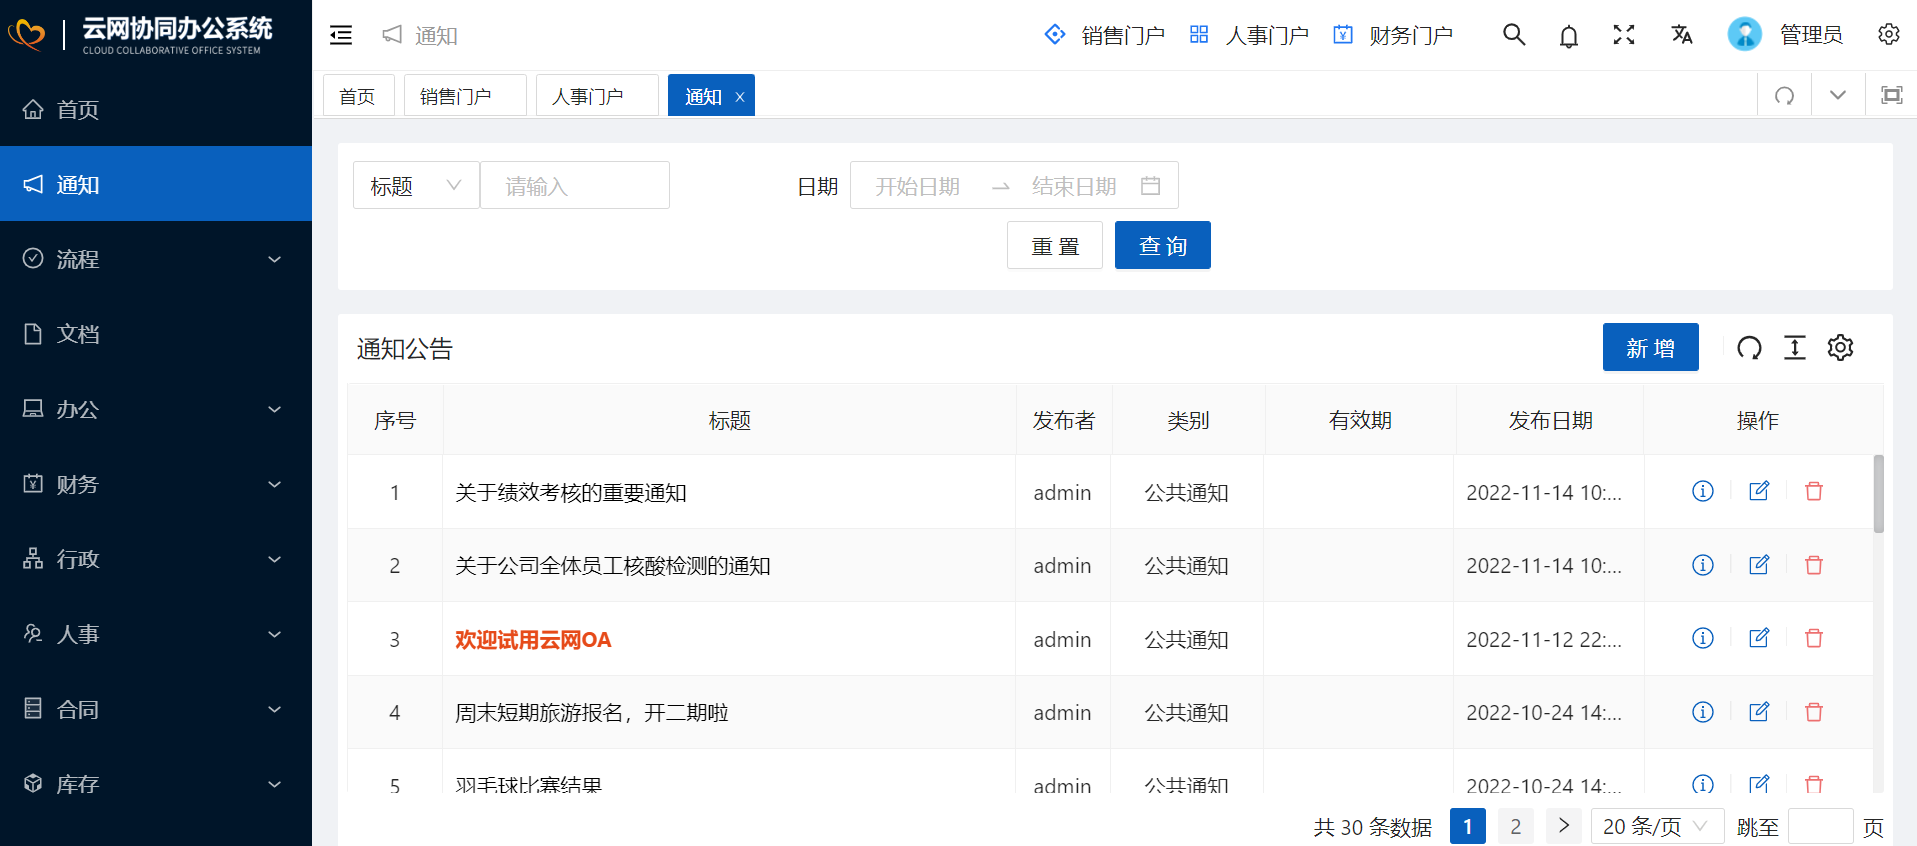 云网协同办公系统
CLOUD COLLABORATIVE OFFICE SYSTEM
首页
通知
流程
文档
办公
财务
行政
人事
合同
库存
通知
销售门户 人事门户 财务门户
管理员
首页 销售门户 人事门户 通知 x
标题 请输入 日期 开始日期 → 结束日期
重 置 查 询
通知公告 新 增
序号 标题 发布者 类别 有效期 发布日期 操作
1 关于绩效考核的重要通知 admin 公共通知 2022-11-14 10:...
2 关于公司全体员工核酸检测的通知 admin 公共通知 2022-11-14 10:...
3 欢迎试用云网OA admin 公共通知 2022-11-12 22:...
4 周末短期旅游报名，开二期啦 admin 公共通知 2022-10-24 14:...
5 羽毛球比赛结果 admin 公共通知 2022-10-24 14:...
共 30 条数据 1 2 > 20 条/页 跳至 页